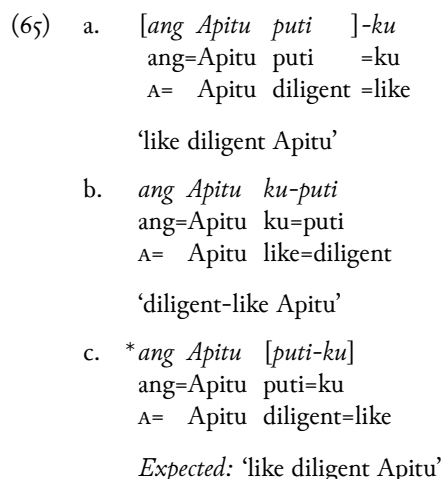 (65) a. [ang Apitu puti ]-ku
ang=Apitu puti =ku
A= Apitu diligent =like
‘like diligent Apitu’
b. ang Apitu ku-puti
ang=Apitu ku=puti
A= Apitu like=diligent
‘diligent-like Apitu’
c. *ang Apitu [puti-ku]
ang=Apitu puti=ku
A= Apitu diligent=like
Expected: ‘like diligent Apitu’